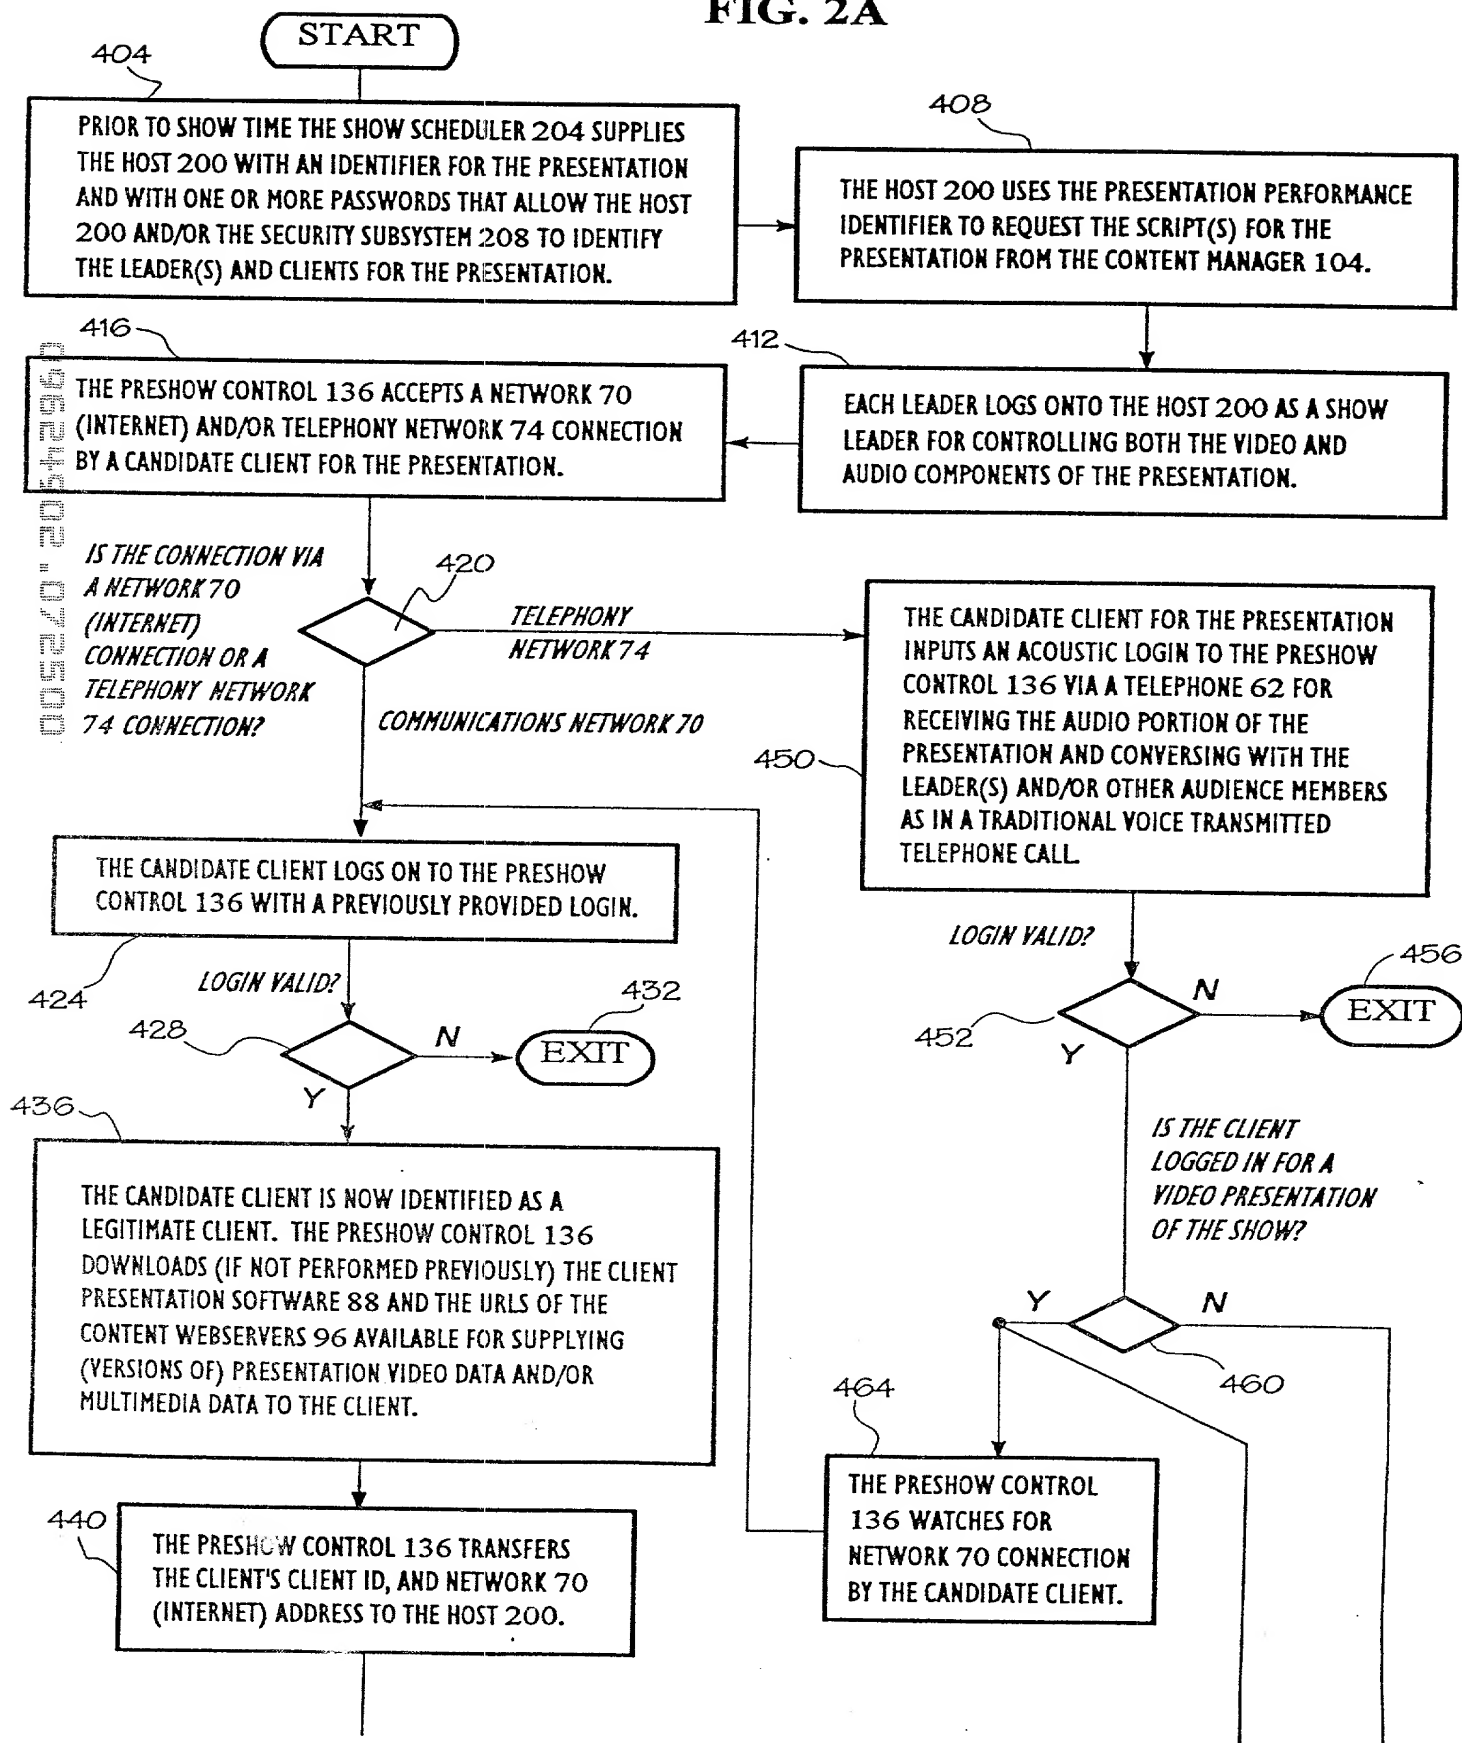 FIG. 2A
START
404
PRIOR TO SHOW TIME THE SHOW SCHEDULER 204 SUPPLIES
THE HOST 200 WITH AN IDENTIFIER FOR THE PRESENTATION
AND WITH ONE OR MORE PASSWORDS THAT ALLOW THE HOST
200 AND/OR THE SECURITY SUBSYSTEM 208 TO IDENTIFY
THE LEADER(S) AND CLIENTS FOR THE PRESENTATION.
408
THE HOST 200 USES THE PRESENTATION PERFORMANCE
IDENTIFIER TO REQUEST THE SCRIPT(S) FOR THE
PRESENTATION FROM THE CONTENT MANAGER 104.
412
EACH LEADER LOGS ONTO THE HOST 200 AS A SHOW
LEADER FOR CONTROLLING BOTH THE VIDEO AND
AUDIO COMPONENTS OF THE PRESENTATION.
416
THE PRESHOW CONTROL 136 ACCEPTS A NETWORK 70
(INTERNET) AND/OR TELEPHONY NETWORK 74 CONNECTION
BY A CANDIDATE CLIENT FOR THE PRESENTATION.
09624902.072500
IS THE CONNECTION VIA
A NETWORK 70
(INTERNET)
CONNECTION OR A
TELEPHONY NETWORK
74 CONNECTION?
420
TELEPHONY
NETWORK 74
COMMUNICATIONS NETWORK 70
450
THE CANDIDATE CLIENT FOR THE PRESENTATION
INPUTS AN ACOUSTIC LOGIN TO THE PRESHOW
CONTROL 136 VIA A TELEPHONE 62 FOR
RECEIVING THE AUDIO PORTION OF THE
PRESENTATION AND CONVERSING WITH THE
LEADER(S) AND/OR OTHER AUDIENCE MEMBERS
AS IN A TRADITIONAL VOICE TRANSMITTED
TELEPHONE CALL.
THE CANDIDATE CLIENT LOGS ON TO THE PRESHOW
CONTROL 136 WITH A PREVIOUSLY PROVIDED LOGIN.
424
LOGIN VALID?
428
N
432
EXIT
Y
LOGIN VALID?
452
N
456
EXIT
Y
436
THE CANDIDATE CLIENT IS NOW IDENTIFIED AS A
LEGITIMATE CLIENT. THE PRESHOW CONTROL 136
DOWNLOADS (IF NOT PERFORMED PREVIOUSLY) THE CLIENT
PRESENTATION SOFTWARE 88 AND THE URLS OF THE
CONTENT WEBSERVERS 96 AVAILABLE FOR SUPPLYING
(VERSIONS OF) PRESENTATION VIDEO DATA AND/OR
MULTIMEDIA DATA TO THE CLIENT.
IS THE CLIENT
LOGGED IN FOR A
VIDEO PRESENTATION
OF THE SHOW?
Y
N
460
464
THE PRESHOW CONTROL
136 WATCHES FOR
NETWORK 70 CONNECTION
BY THE CANDIDATE CLIENT.
440
THE PRESHOW CONTROL 136 TRANSFERS
THE CLIENT'S CLIENT ID, AND NETWORK 70
(INTERNET) ADDRESS TO THE HOST 200.